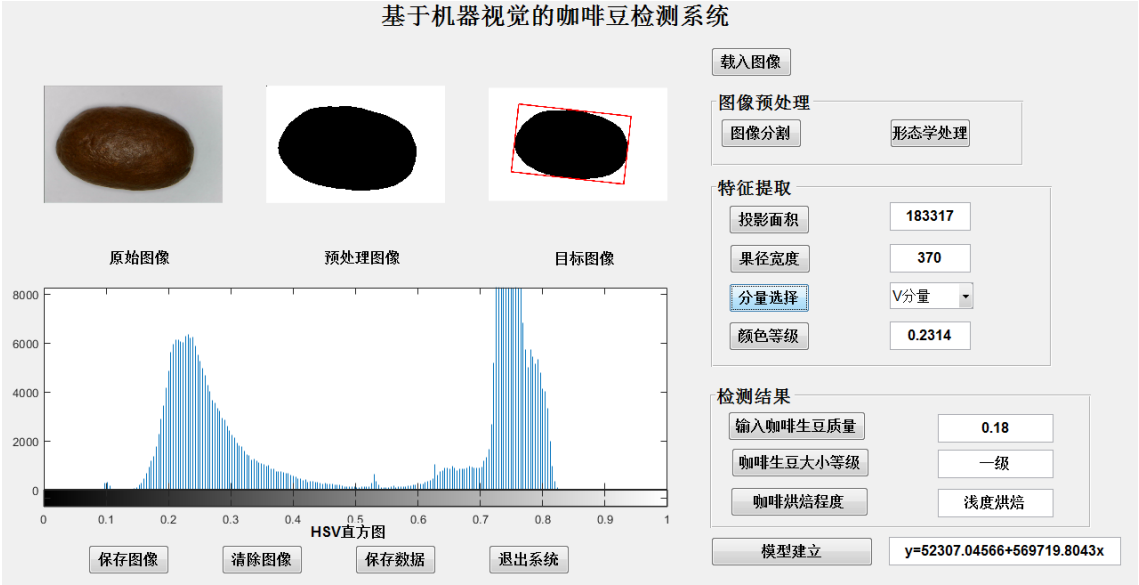 基于机器视觉的咖啡豆检测系统
载入图像
图像预处理
图像分割 形态学处理
原始图像 预处理图像 目标图像
特征提取
投影面积 183317
果径宽度 370
分量选择 V分量
颜色等级 0.2314
8000
6000
4000
2000
0
0 0.1 0.2 0.3 0.4 0.5 0.6 0.7 0.8 0.9 1
HSV直方图
检测结果
输入咖啡生豆质量 0.18
咖啡生豆大小等级 一级
咖啡烘焙程度 浅度烘焙
保存图像 清除图像 保存数据 退出系统
模型建立 y=52307.04566+569719.8043x